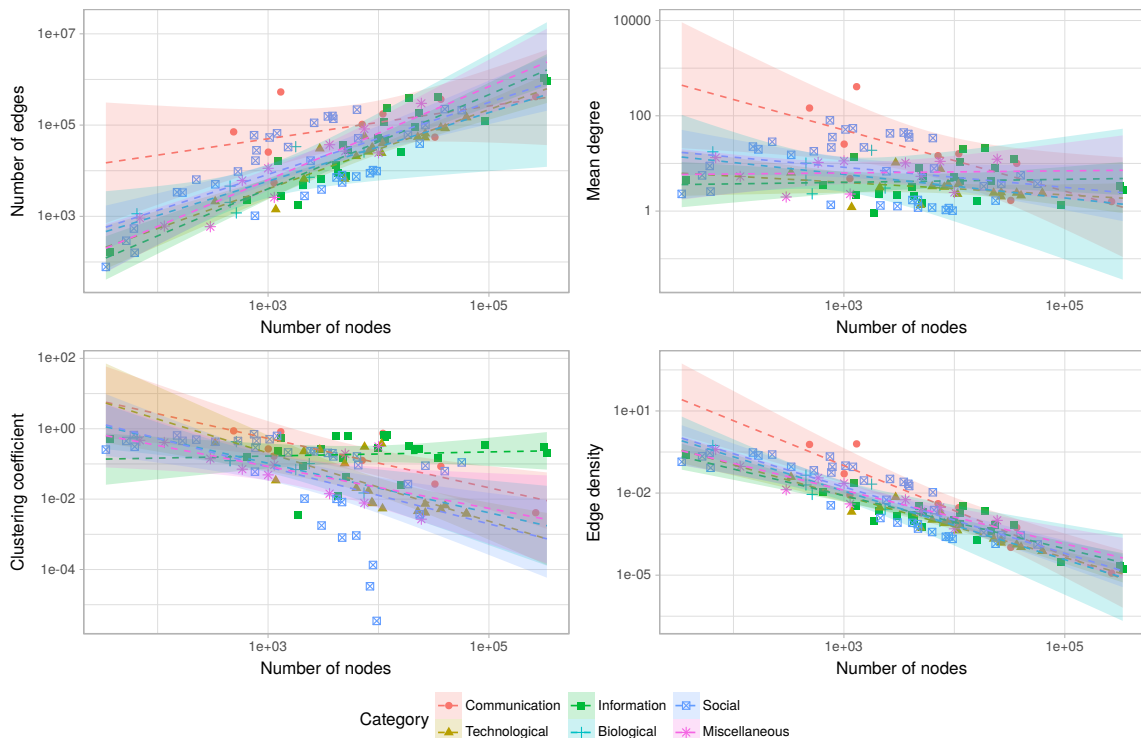 1e+07
1e+05
1e+03
Number of edges
1e+03
1e+05
Number of nodes
10000
100
1
Mean degree
1e+03
1e+05
Number of nodes
1e+02
1e+00
1e-02
1e-04
Clustering coefficient
1e+03
1e+05
Number of nodes
1e+01
1e-02
1e-05
Edge density
1e+03
1e+05
Number of nodes
Category
Communication
Information
Social
Technological
Biological
Miscellaneous